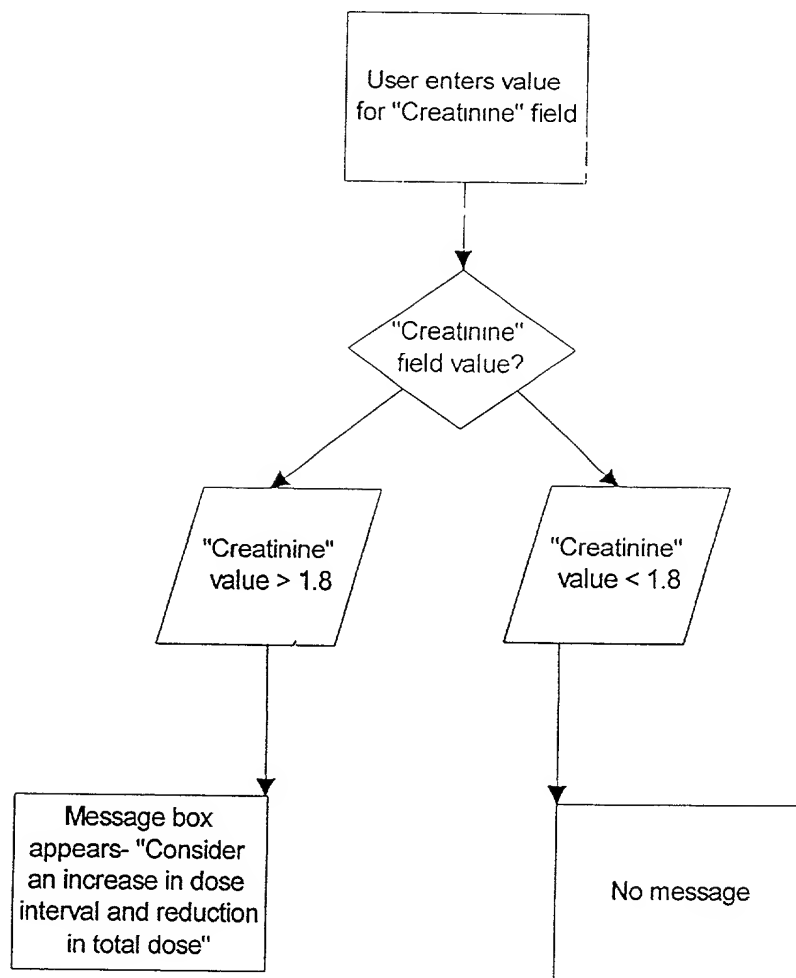 User enters value
for "Creatinine" field
"Creatinine"
field value?
"Creatinine"
value > 1.8
"Creatinine"
value < 1.8
Message box
appears- "Consider
an increase in dose
interval and reduction
in total dose"
No message